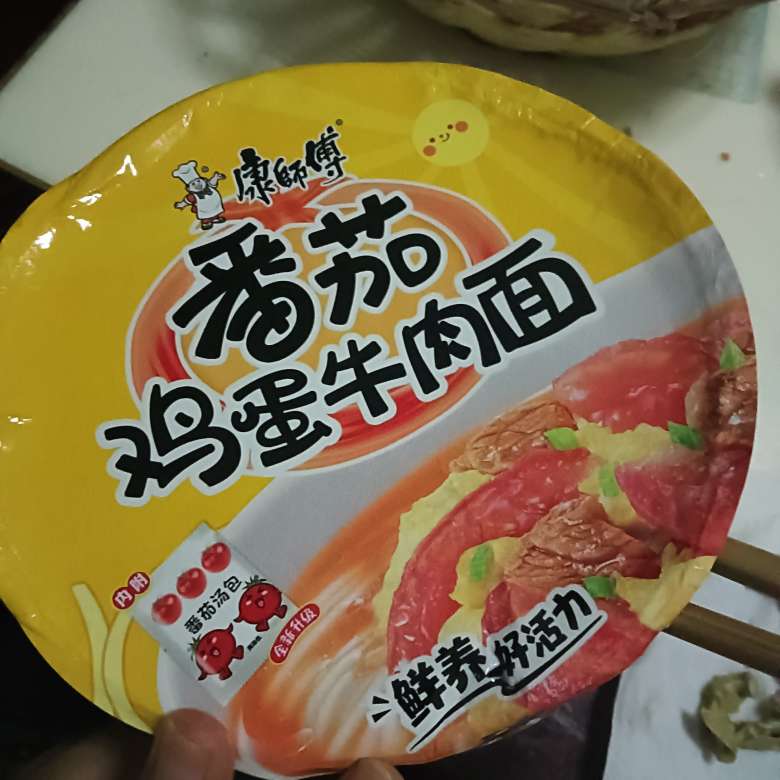 康師傅
番茄
鸡蛋牛肉面
内附
番茄汤包
全新升级
鲜养 好活力